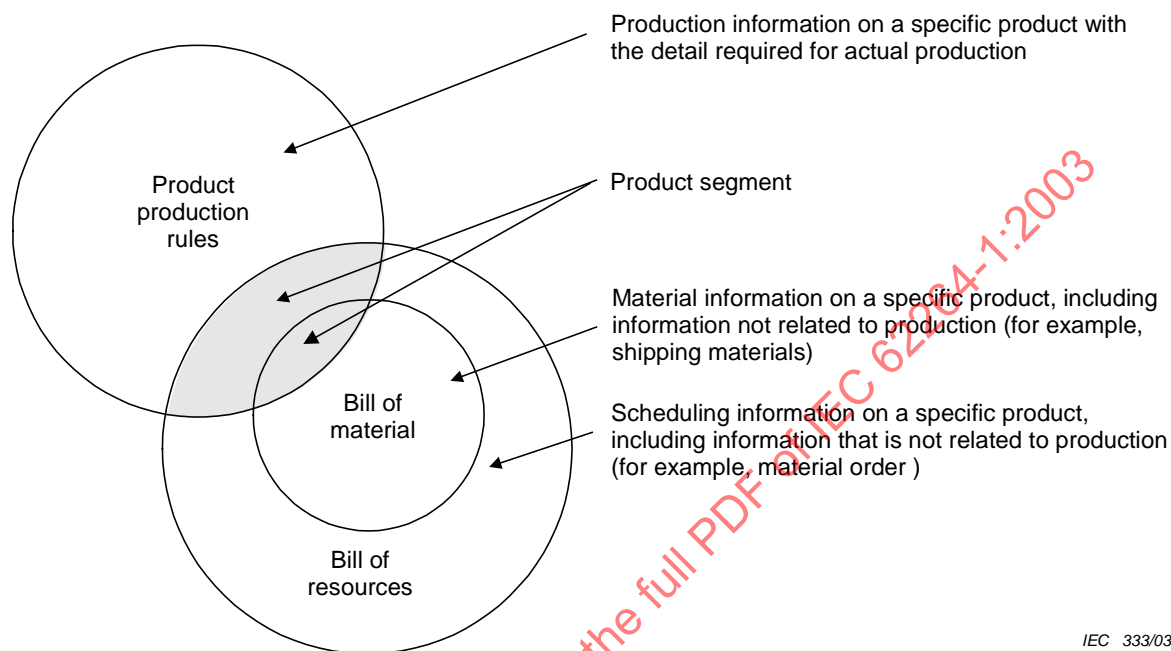 Production information on a specific product with
the detail required for actual production
Product
production
rules
Product segment
Material information on a specific product, including
information not related to production (for example,
shipping materials)
Bill of
material
Scheduling information on a specific product,
including information that is not related to production
(for example, material order )
Bill of
resources
the full PDF of IEC 62264-1:2003
IEC 333/03